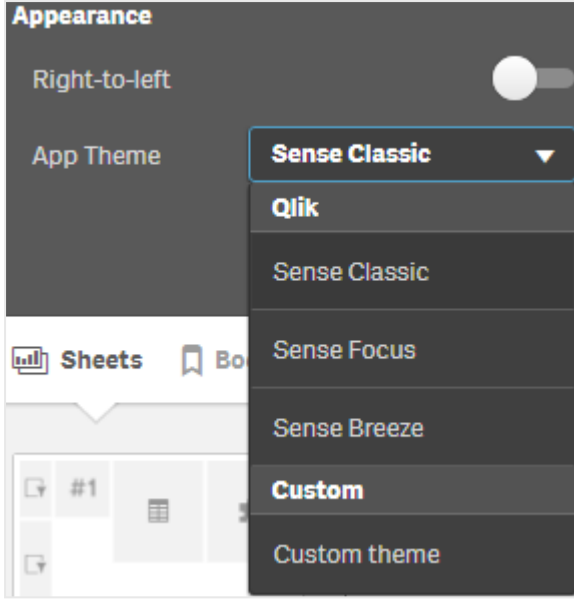 Appearance
Right-to-left
App Theme
Sense Classic
Qlik
Sense Classic
Sense Focus
Sense Breeze
Custom
Custom theme
Sheets
#1